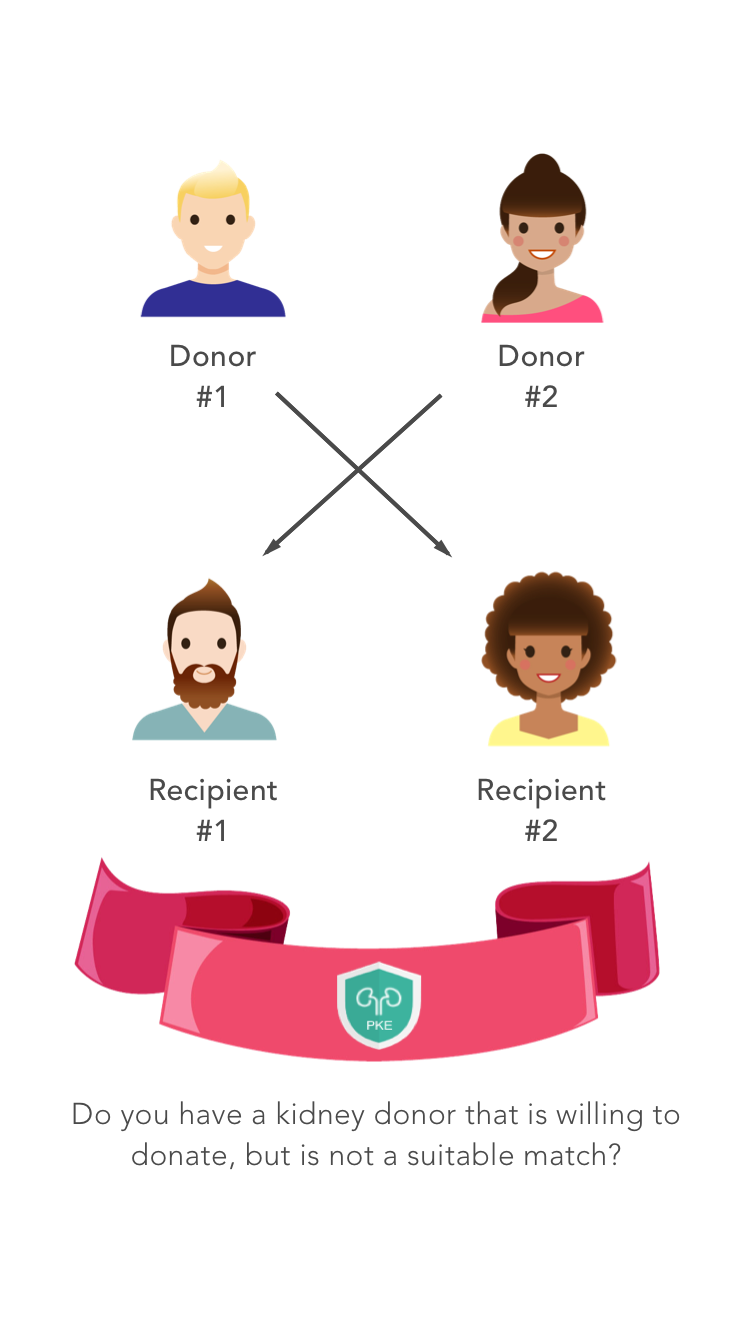 Donor
#1
Donor
#2
Recipient
#1
Recipient
#2
PKE
Do you have a kidney donor that is willing to
donate, but is not a suitable match?